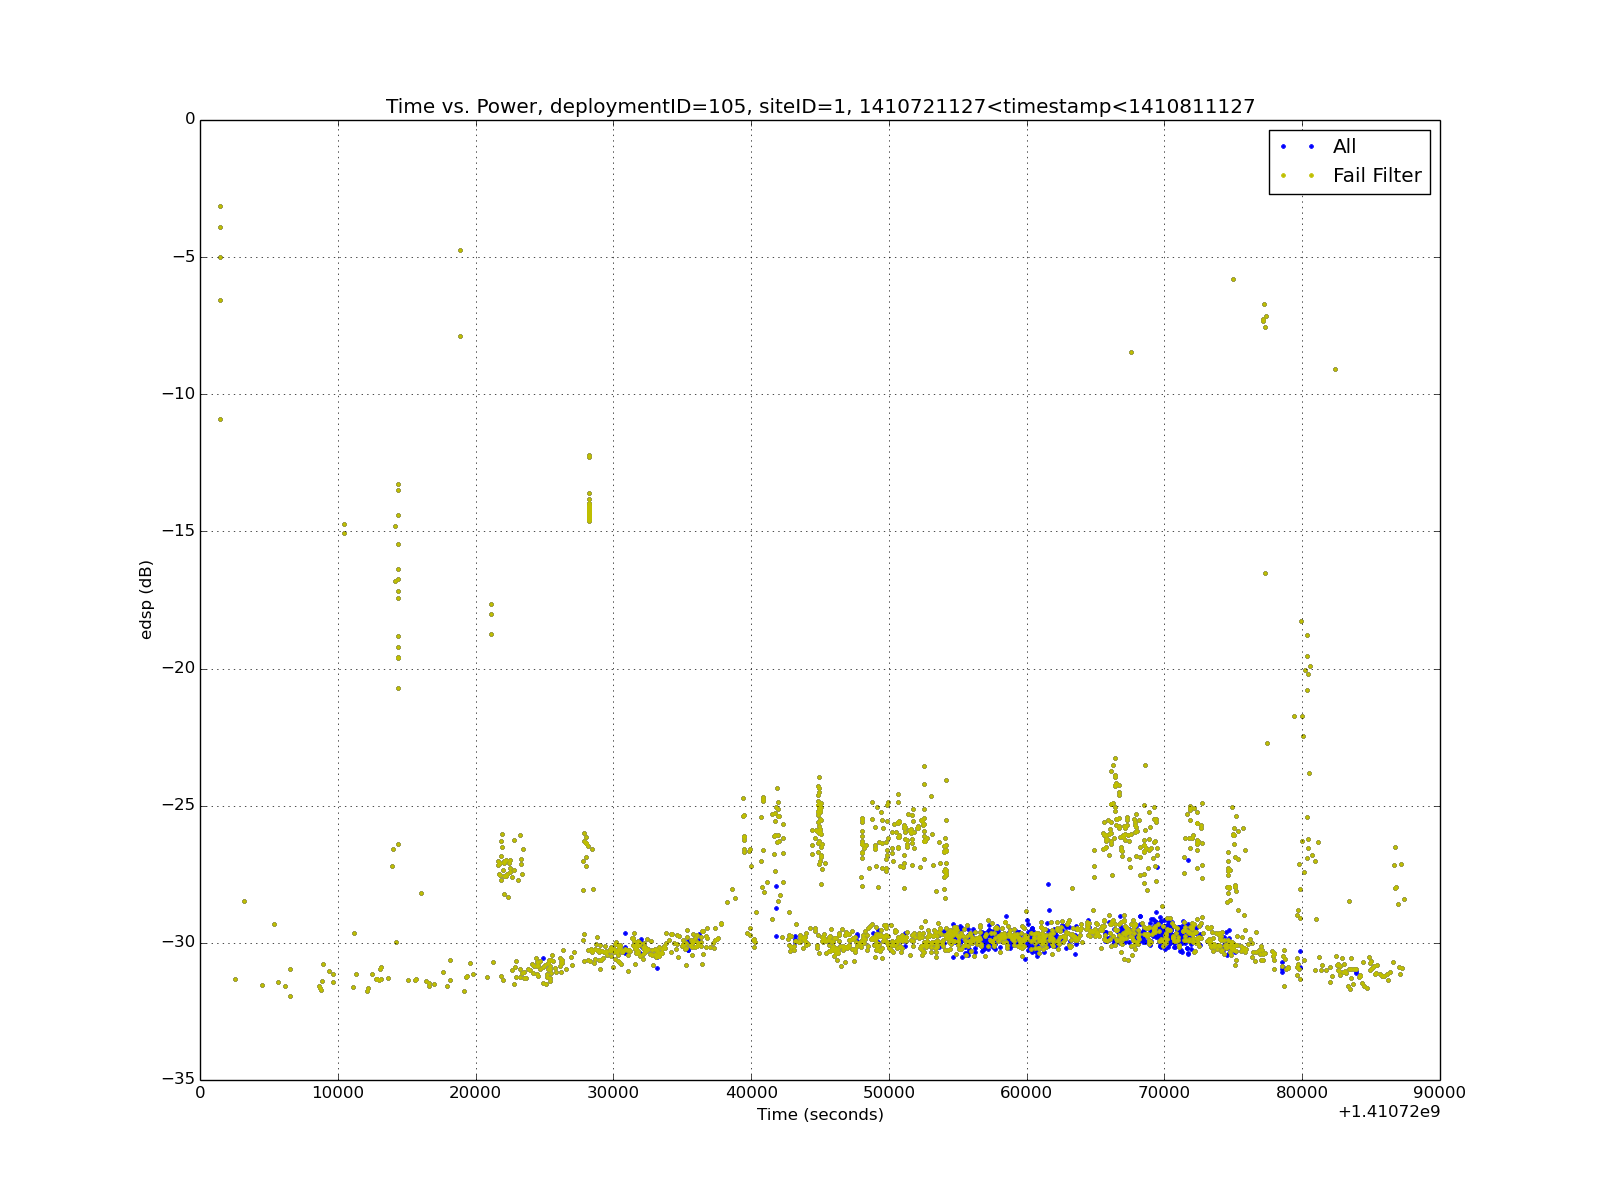 Time vs. Power, deploymentID=105, siteID=1, 1410721127<timestamp<1410811127
All
Fail Filter
0
−5
−10
−15
−20
−25
−30
−35
edsp (dB)
0 10000 20000 30000 40000 50000 60000 70000 80000 90000
Time (seconds)
+1.41072e9